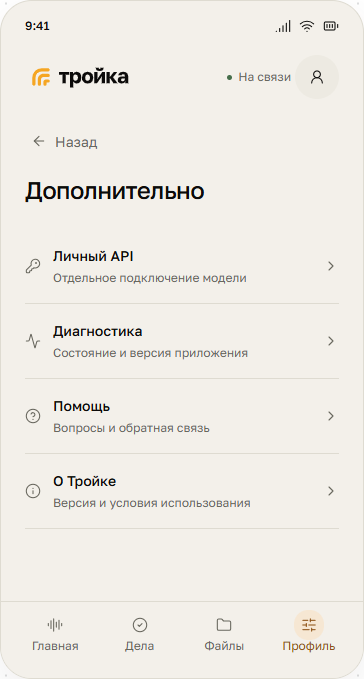 9:41
тройка
На связи
Назад
Дополнительно
Личный API
Отдельное подключение модели
Диагностика
Состояние и версия приложения
Помощь
Вопросы и обратная связь
О Тройке
Версия и условия использования
Главная
Дела
Файлы
Профиль